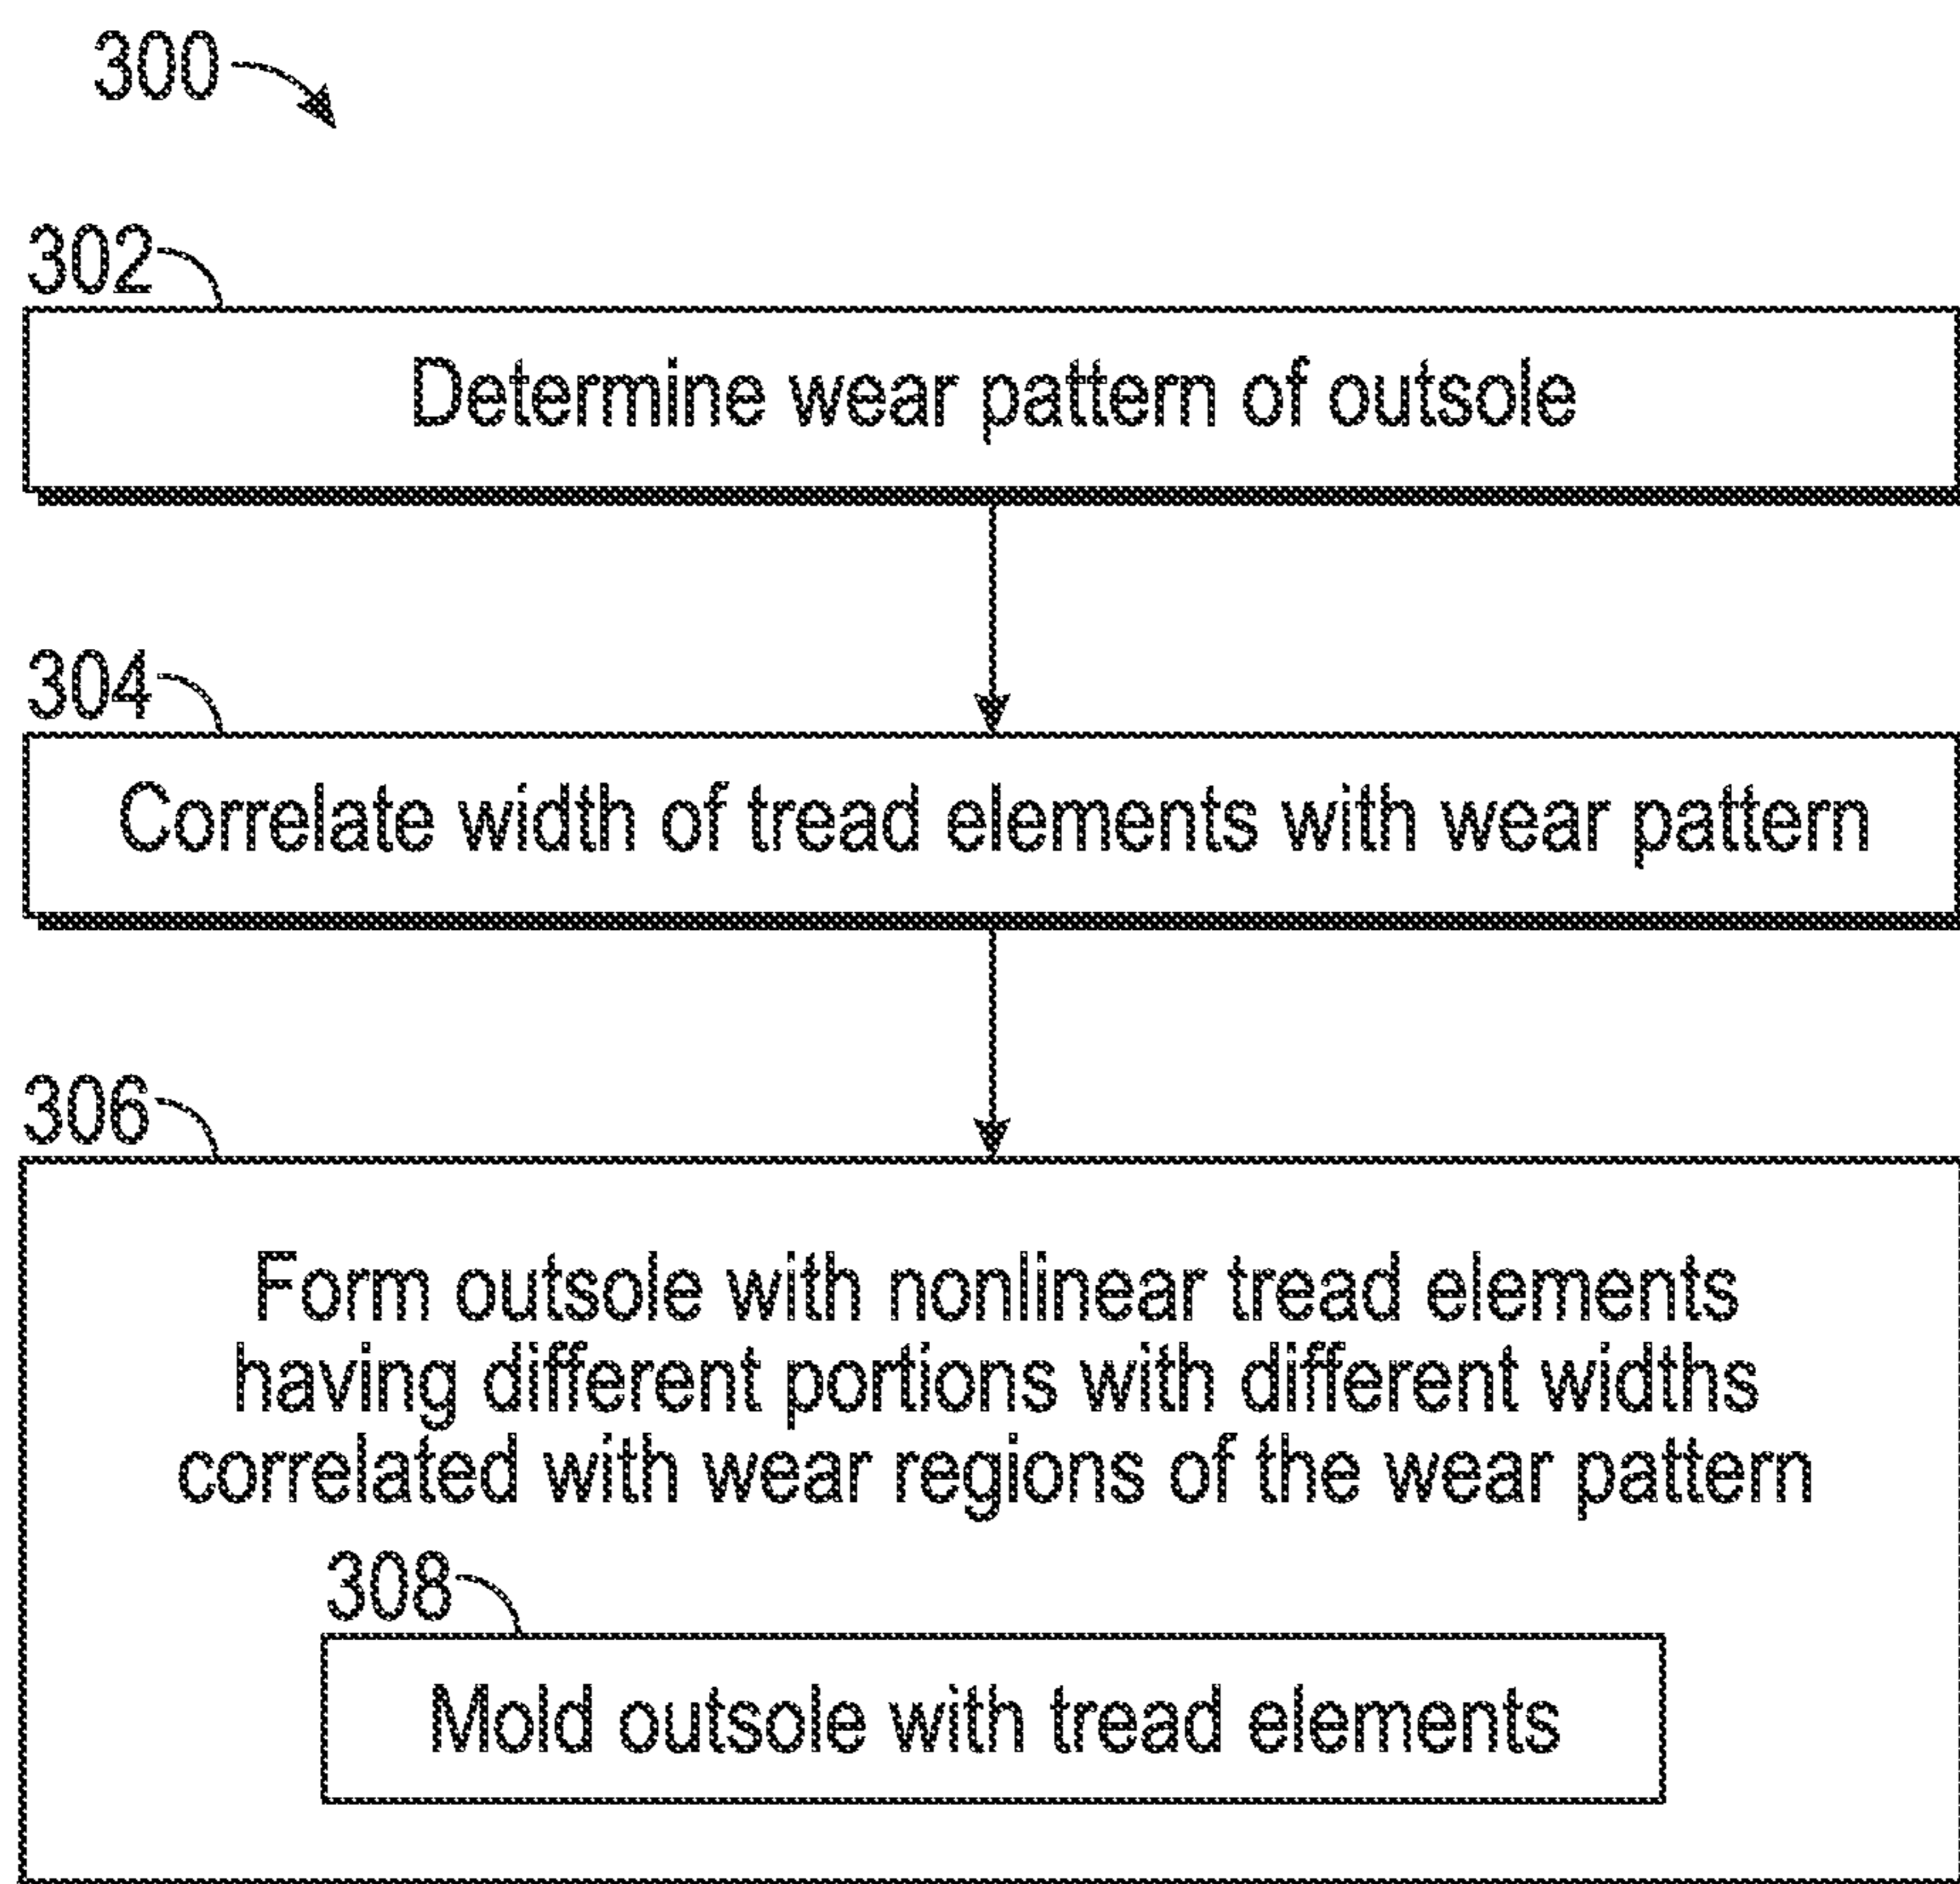 300
302
Determine wear pattern of outsole
304
Correlate width of tread elements with wear pattern
306
Form outsole with nonlinear tread elements
having different portions with different widths
correlated with wear regions of the wear pattern
308
Mold outsole with tread elements